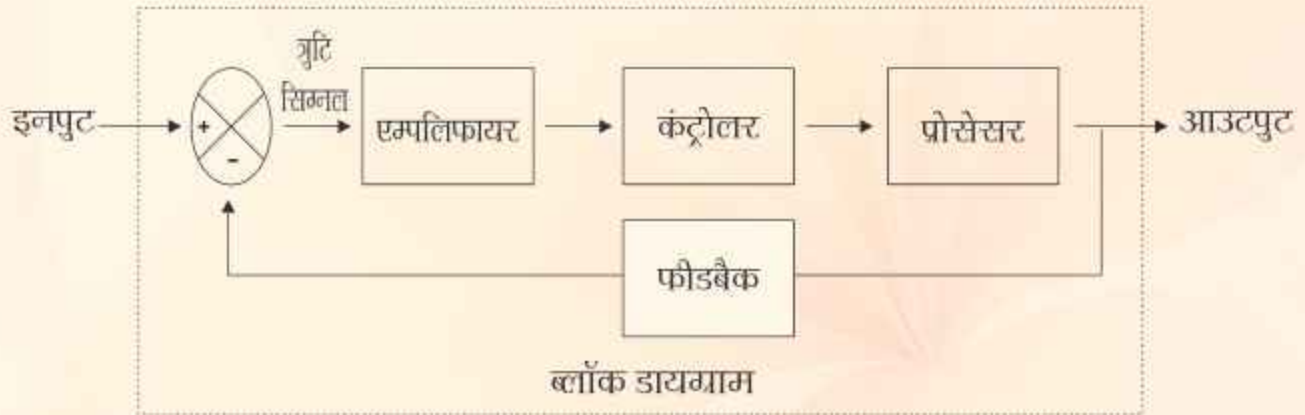 त्रुटि
सिग्नल
इनपुट
+
-
एम्पलिफायर
कंट्रोलर
प्रोसेसर
आउटपुट
फीडबैक
ब्लॉक डायग्राम